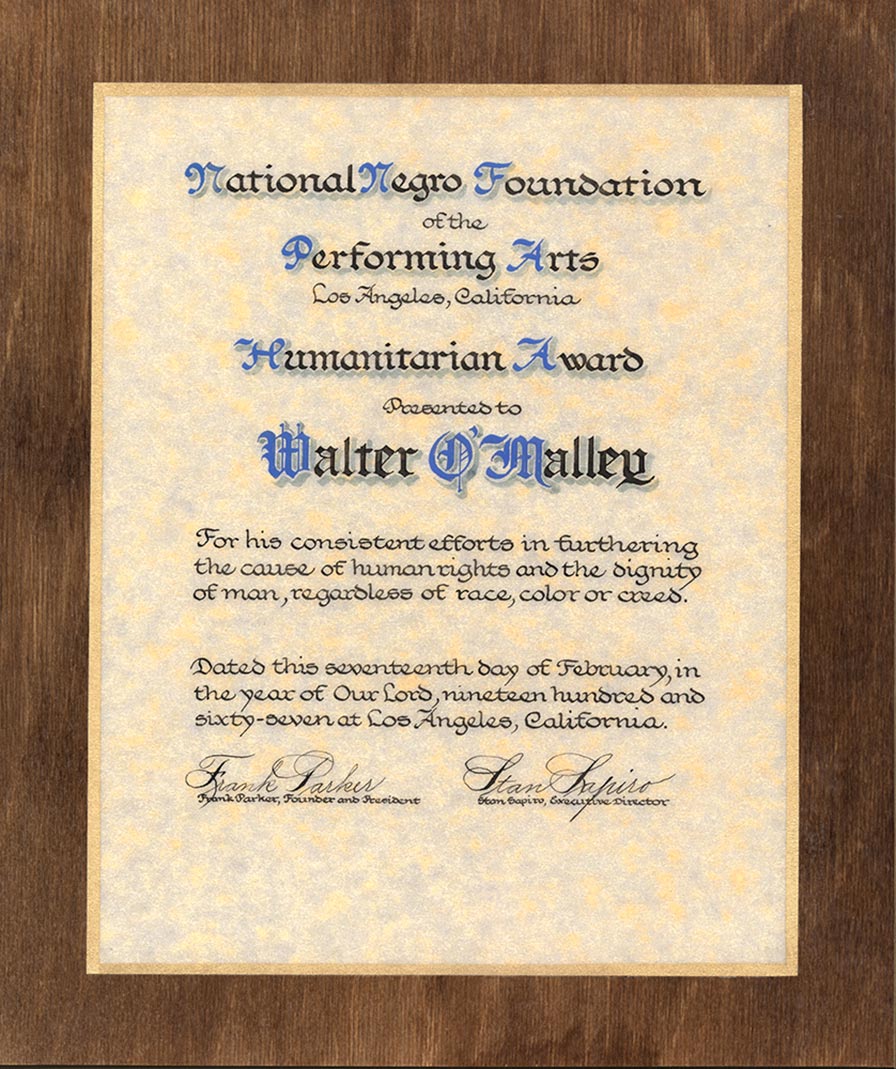 National Negro Foundation
of the
Performing Arts
Los Angeles, California
Humanitarian Award
Presented to
Walter O'Malley
For his consistent efforts in furthering
the cause of human rights and the dignity
of man, regardless of race, color or creed.
Dated this seventeenth day of February, in
the year of Our Lord, nineteen hundred and
sixty-seven at Los Angeles, California.
Frank Parker Stan Sapiro
Frank Parker, Founder and President Stan Sapiro, Executive Director